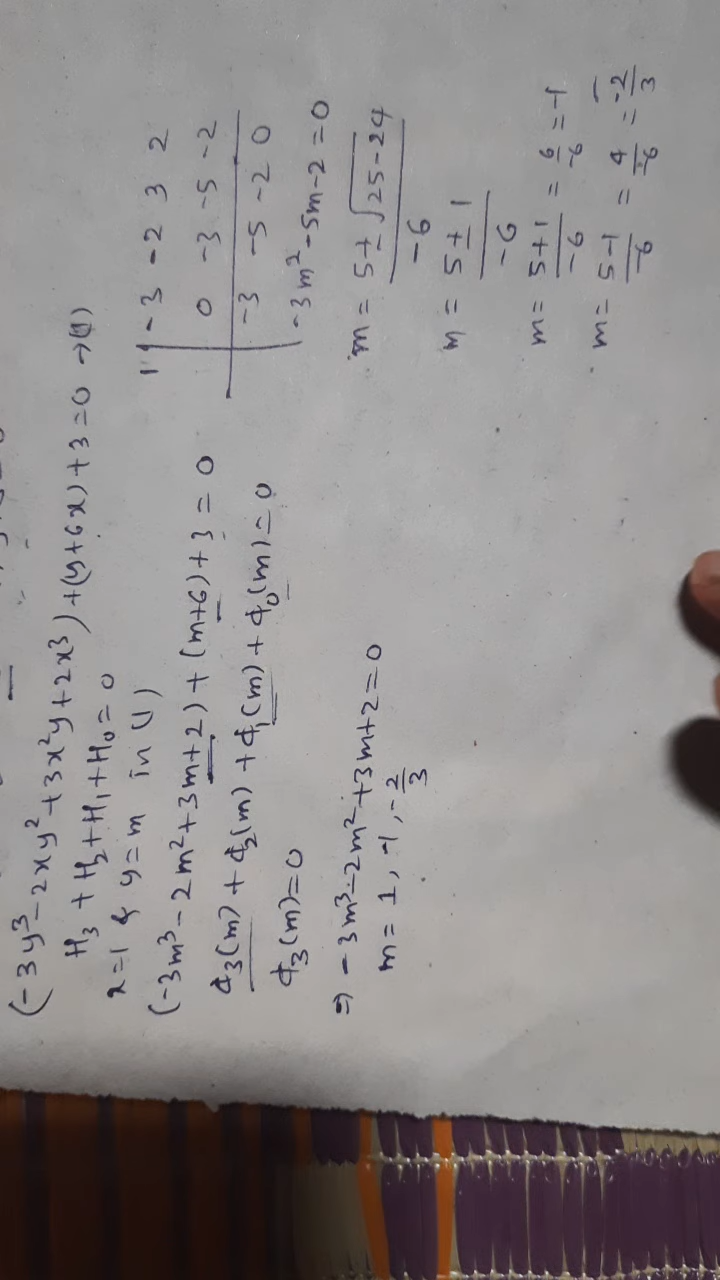 (-3y³-2xy²+3x²y+2x³)+(y+6x)+3=0 →(1)
H₃+H₂+H₁+H₀=0
x=1 & y=m in (1)
(-3m³-2m²+3m+2)+(m+6)+3=0
ϕ₃(m)+ϕ₂(m)+ϕ₁(m)+ϕ₀(m)=0
ϕ₃(m)=0
⇒ -3m³-2m²+3m+2=0
m=1,-1,-2/3
1 | -3 -2 3 2
0 -3 -5 -2
-3 -5 -2 0
-3m²-5m-2=0
m = 5±√25-24 / -6
m = 5±1 / -6
m = 5+1 / -6 = 6 / -6 = -1
m = 5-1 / -6 = 4 / -6 = -2 / 3